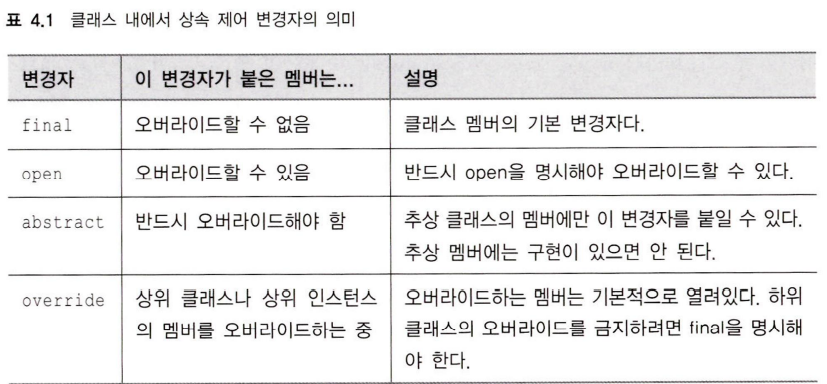 표 4.1 클래스 내에서 상속 제어 변경자의 의미
변경자 이 변경자가 붙은 멤버는... 설명
final 오버라이드할 수 없음 클래스 멤버의 기본 변경자다.
open 오버라이드할 수 있음 반드시 open을 명시해야 오버라이드할 수 있다.
abstract 반드시 오버라이드해야 함 추상 클래스의 멤버에만 이 변경자를 붙일 수 있다.
추상 멤버에는 구현이 있으면 안 된다.
override 상위 클래스나 상위 인스턴스 오버라이드하는 멤버는 기본적으로 열려있다. 하위
의 멤버를 오버라이드하는 중 클래스의 오버라이드를 금지하려면 final을 명시해
야 한다.